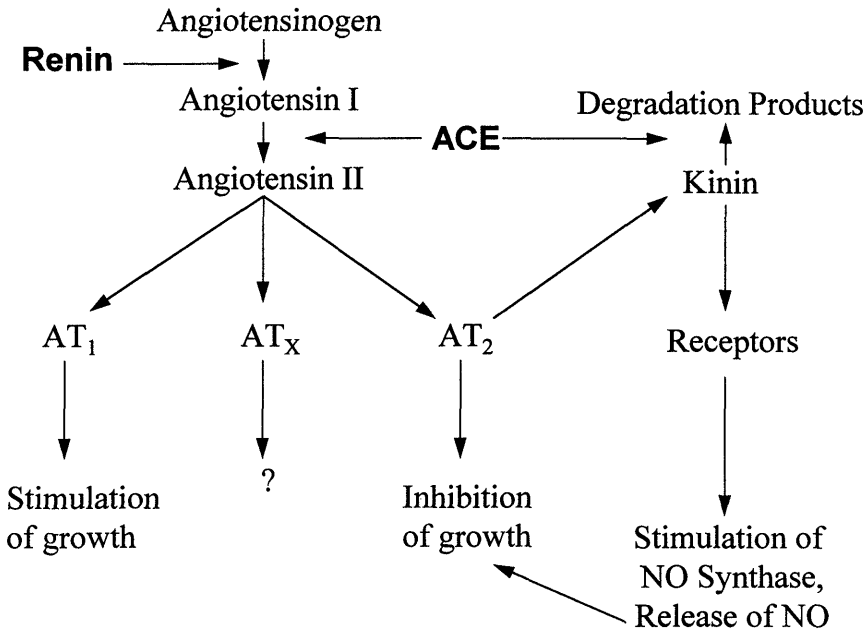 Angiotensinogen
Renin
Angiotensin I
Degradation Products
ACE
Angiotensin II
Kinin
AT1
ATX
AT2
Receptors
?
Stimulation
of growth
Inhibition
of growth
Stimulation of
NO Synthase,
Release of NO